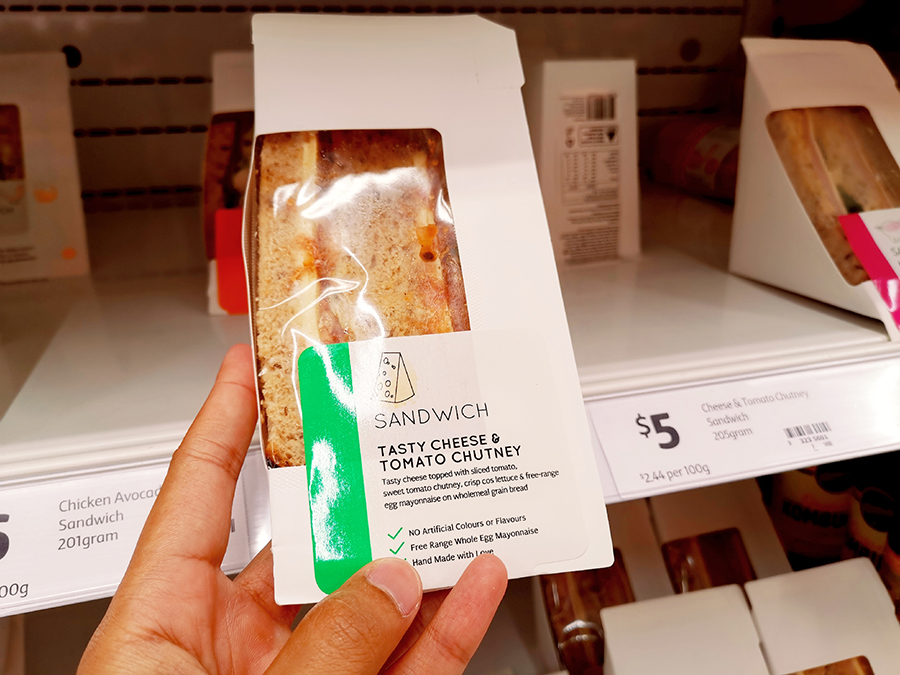 SANDWICH
TASTY CHEESE &
TOMATO CHUTNEY
Tasty cheese topped with sliced tomato,
sweet tomato chutney, crisp cos lettuce & free-range
egg mayonnaise on wholemeal grain bread
NO Artificial Colours or Flavours
Free Range Whole Egg Mayonnaise
Hand Made with Love
$5
Cheese & Tomato Chutney
Sandwich
205gram
$2.44 per 100g
Chicken
Sandwich
201gram